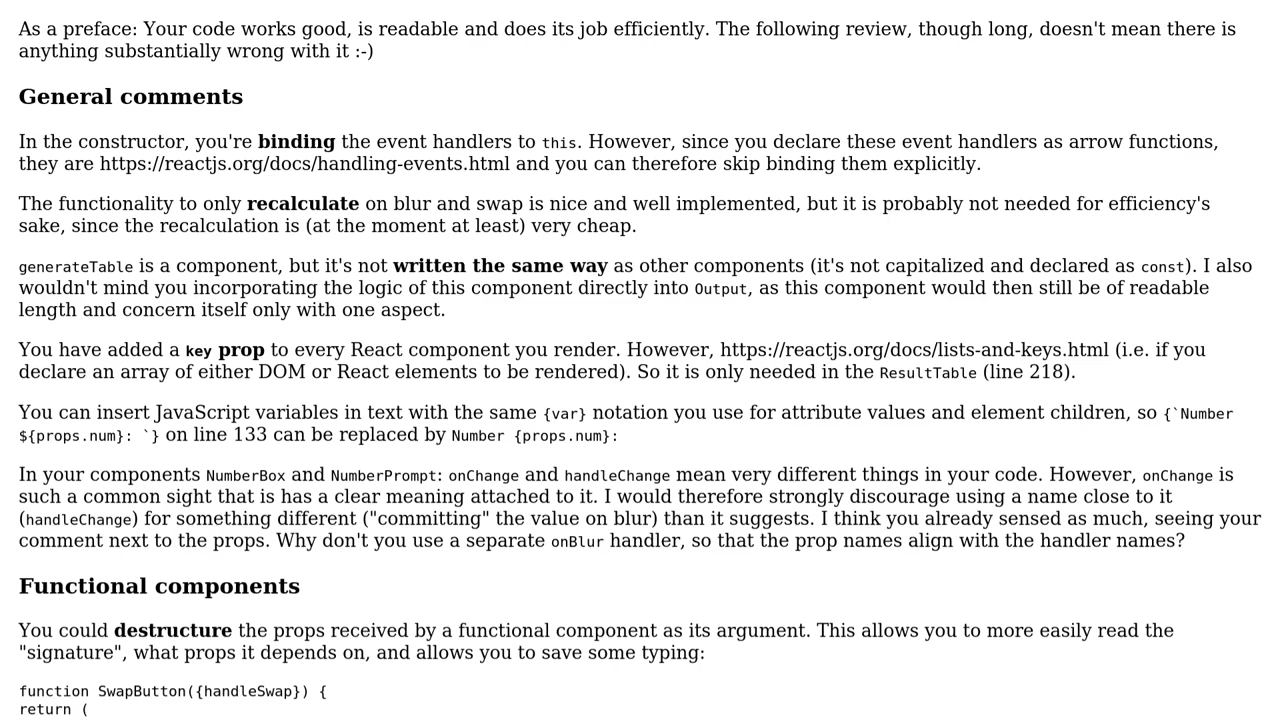 As a preface: Your code works good, is readable and does its job efficiently. The following review, though long, doesn't mean there is
anything substantially wrong with it :-)
General comments
In the constructor, you're binding the event handlers to this. However, since you declare these event handlers as arrow functions,
they are https://reactjs.org/docs/handling-events.html and you can therefore skip binding them explicitly.
The functionality to only recalculate on blur and swap is nice and well implemented, but it is probably not needed for efficiency's
sake, since the recalculation is (at the moment at least) very cheap.
generateTable is a component, but it's not written the same way as other components (it's not capitalized and declared as const). I also
wouldn't mind you incorporating the logic of this component directly into Output, as this component would then still be of readable
length and concern itself only with one aspect.
You have added a key prop to every React component you render. However, https://reactjs.org/docs/lists-and-keys.html (i.e. if you
declare an array of either DOM or React elements to be rendered). So it is only needed in the ResultTable (line 218).
You can insert JavaScript variables in text with the same {var} notation you use for attribute values and element children, so {`Number
${props.num}: `} on line 133 can be replaced by Number {props.num}:
In your components NumberBox and NumberPrompt: onChange and handleChange mean very different things in your code. However, onChange is
such a common sight that is has a clear meaning attached to it. I would therefore strongly discourage using a name close to it
(handleChange) for something different ("committing" the value on blur) than it suggests. I think you already sensed as much, seeing your
comment next to the props. Why don't you use a separate onBlur handler, so that the prop names align with the handler names?
Functional components
You could destructure the props received by a functional component as its argument. This allows you to more easily read the
"signature", what props it depends on, and allows you to save some typing:
function SwapButton({handleSwap}) {
return (